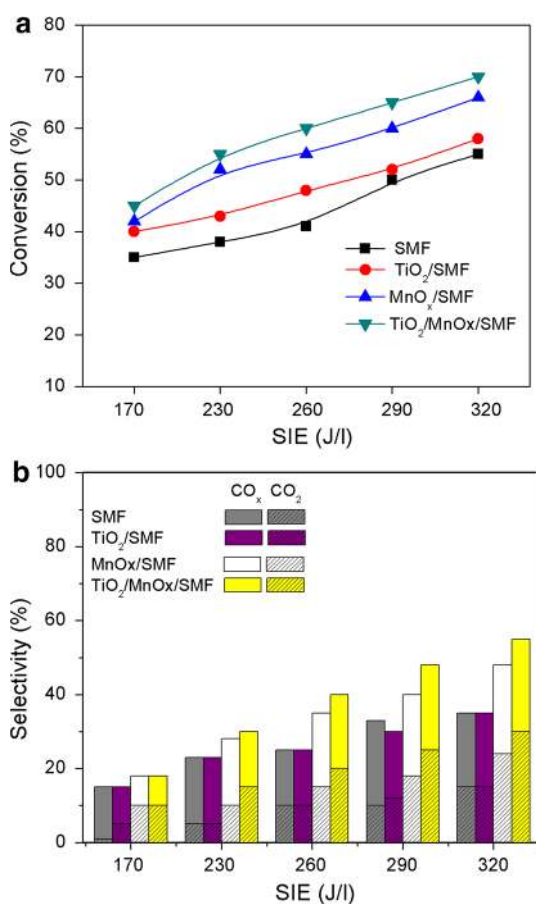 a
80
70
60
50
40
30
20
10
Conversion (%)
SMF
TiO₂/SMF
MnOₓ/SMF
TiO₂/MnOx/SMF
170 230 260 290 320
SIE (J/l)
b
100
80
60
40
20
0
Selectivity (%)
COₓ CO₂
SMF
TiO₂/SMF
MnOx/SMF
TiO₂/MnOx/SMF
170 230 260 290 320
SIE (J/l)